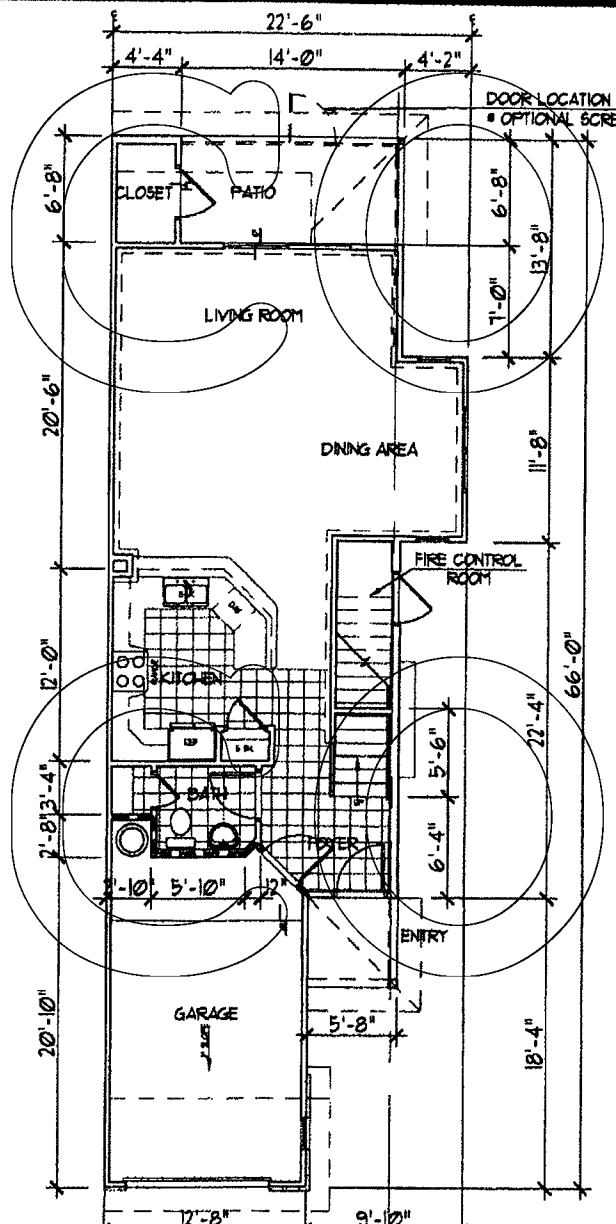 22'-6"
4'-4" 14'-0" 4'-2"
DOOR LOCATION
OPTIONAL SCRE
6'-8"
CLOSET
PATIO
6'-8"
13'-8"
7'-0"
LIVING ROOM
20'-6"
DINING AREA
11'-8"
FIRE CONTROL
ROOM
66'-0"
12'-0"
KITCHEN
22'-4"
5'-6"
3'-4"
BATH
2'-8"
FOYER
6'-4"
5'-10" 12"
ENTRY
GARAGE
5'-8"
20'-10"
18'-4"
12'-8" 9'-10"